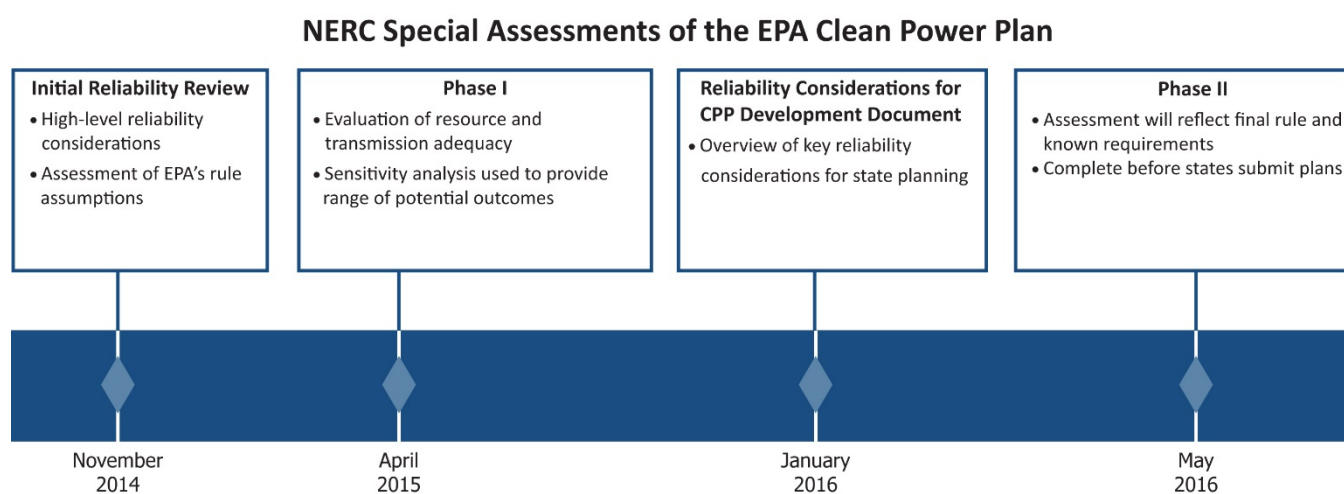 NERC Special Assessments of the EPA Clean Power Plan
Initial Reliability Review
• High-level reliability
considerations
• Assessment of EPA's rule
assumptions
Phase I
• Evaluation of resource and
transmission adequacy
• Sensitivity analysis used to provide
range of potential outcomes
Reliability Considerations for
CPP Development Document
• Overview of key reliability
considerations for state planning
Phase II
• Assessment will reflect final rule and
known requirements
• Complete before states submit plans
November
2014
April
2015
January
2016
May
2016